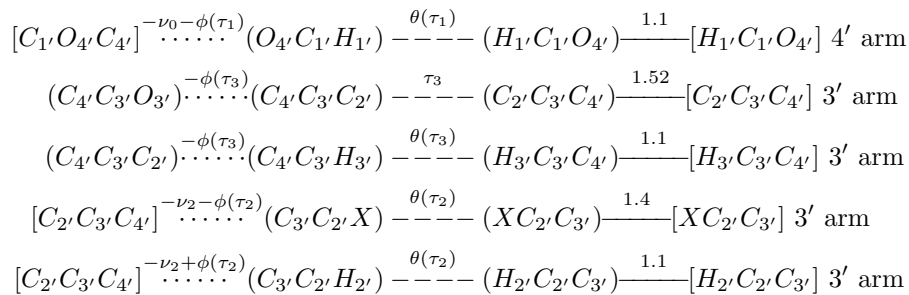 [C₁′O₄′C₄′] ⋯⋯ −ν₀−ϕ(τ₁) ⋯⋯ (O₄′C₁′H₁′) −−− θ(τ₁) −−− (H₁′C₁′O₄′) —— 1.1 —— [H₁′C₁′O₄′] 4′ arm
(C₄′C₃′O₃′) ⋯⋯ −ϕ(τ₃) ⋯⋯ (C₄′C₃′C₂′) −−− τ₃ −−− (C₂′C₃′C₄′) —— 1.52 —— [C₂′C₃′C₄′] 3′ arm
(C₄′C₃′C₂′) ⋯⋯ −ϕ(τ₃) ⋯⋯ (C₄′C₃′H₃′) −−− θ(τ₃) −−− (H₃′C₃′C₄′) —— 1.1 —— [H₃′C₃′C₄′] 3′ arm
[C₂′C₃′C₄′] ⋯⋯ −ν₂−ϕ(τ₂) ⋯⋯ (C₃′C₂′X) −−− θ(τ₂) −−− (XC₂′C₃′) —— 1.4 —— [XC₂′C₃′] 3′ arm
[C₂′C₃′C₄′] ⋯⋯ −ν₂+ϕ(τ₂) ⋯⋯ (C₃′C₂′H₂′) −−− θ(τ₂) −−− (H₂′C₂′C₃′) —— 1.1 —— [H₂′C₂′C₃′] 3′ arm